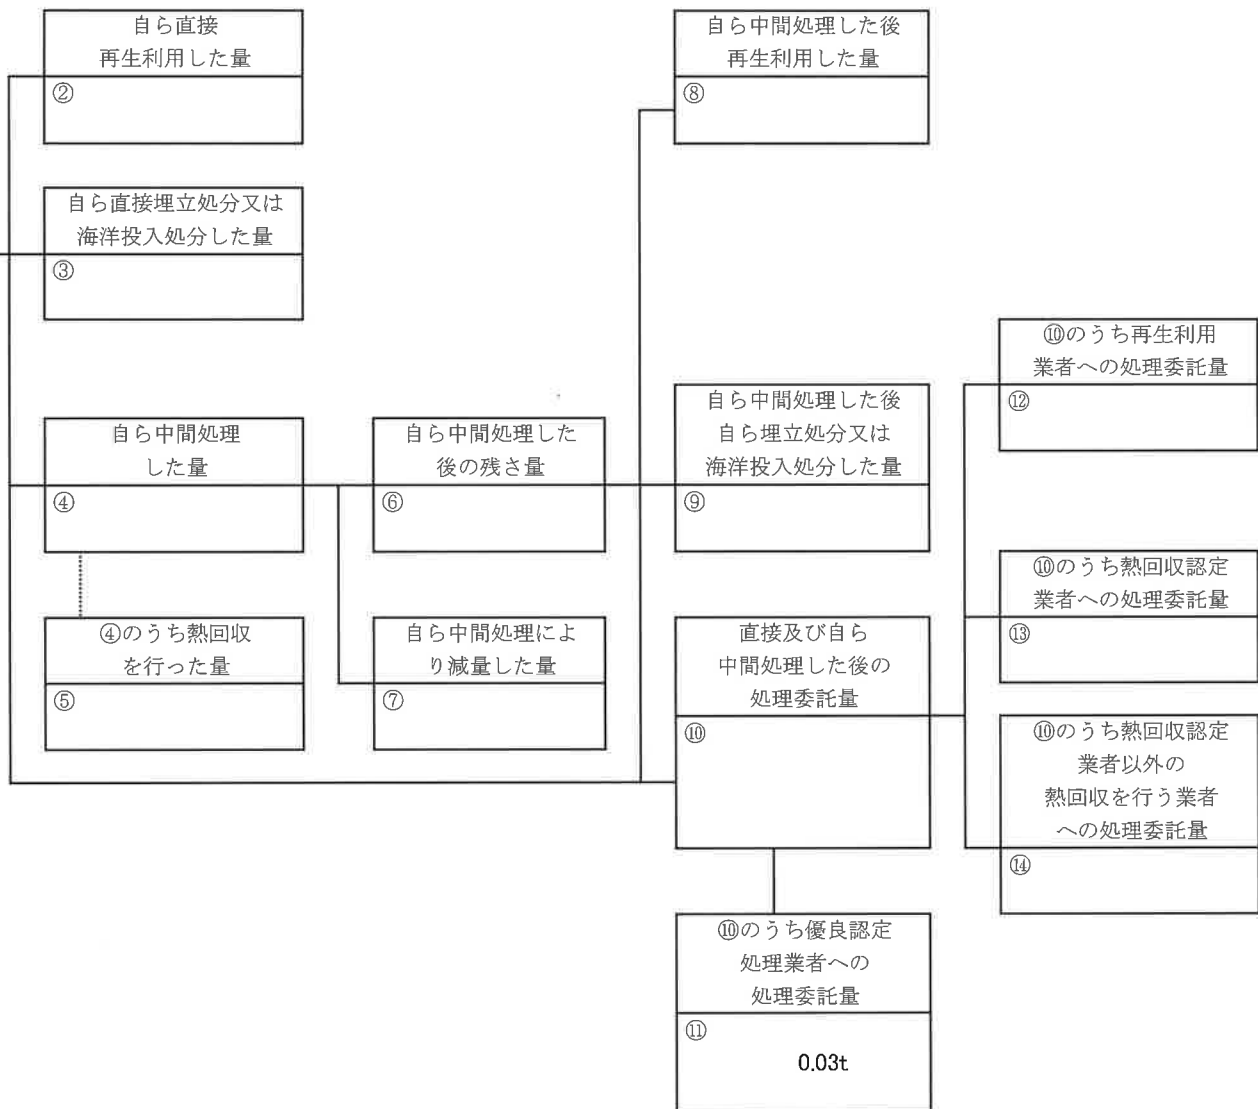 自ら直接
再生利用した量
②
自ら中間処理した後
再生利用した量
⑧
自ら直接埋立処分又は
海洋投入処分した量
③
⑩のうち再生利用
業者への処理委託量
⑫
自ら中間処理
した量
④
自ら中間処理した
後の残さ量
⑥
自ら中間処理した後
自ら埋立処分又は
海洋投入処分した量
⑨
⑩のうち熱回収認定
業者への処理委託量
⑬
④のうち熱回収
を行った量
⑤
自ら中間処理によ
り減量した量
⑦
直接及び自ら
中間処理した後の
処理委託量
⑩
⑩のうち熱回収認定
業者以外の
熱回収を行う業者
への処理委託量
⑭
⑩のうち優良認定
処理業者への
処理委託量
⑪
0.03t